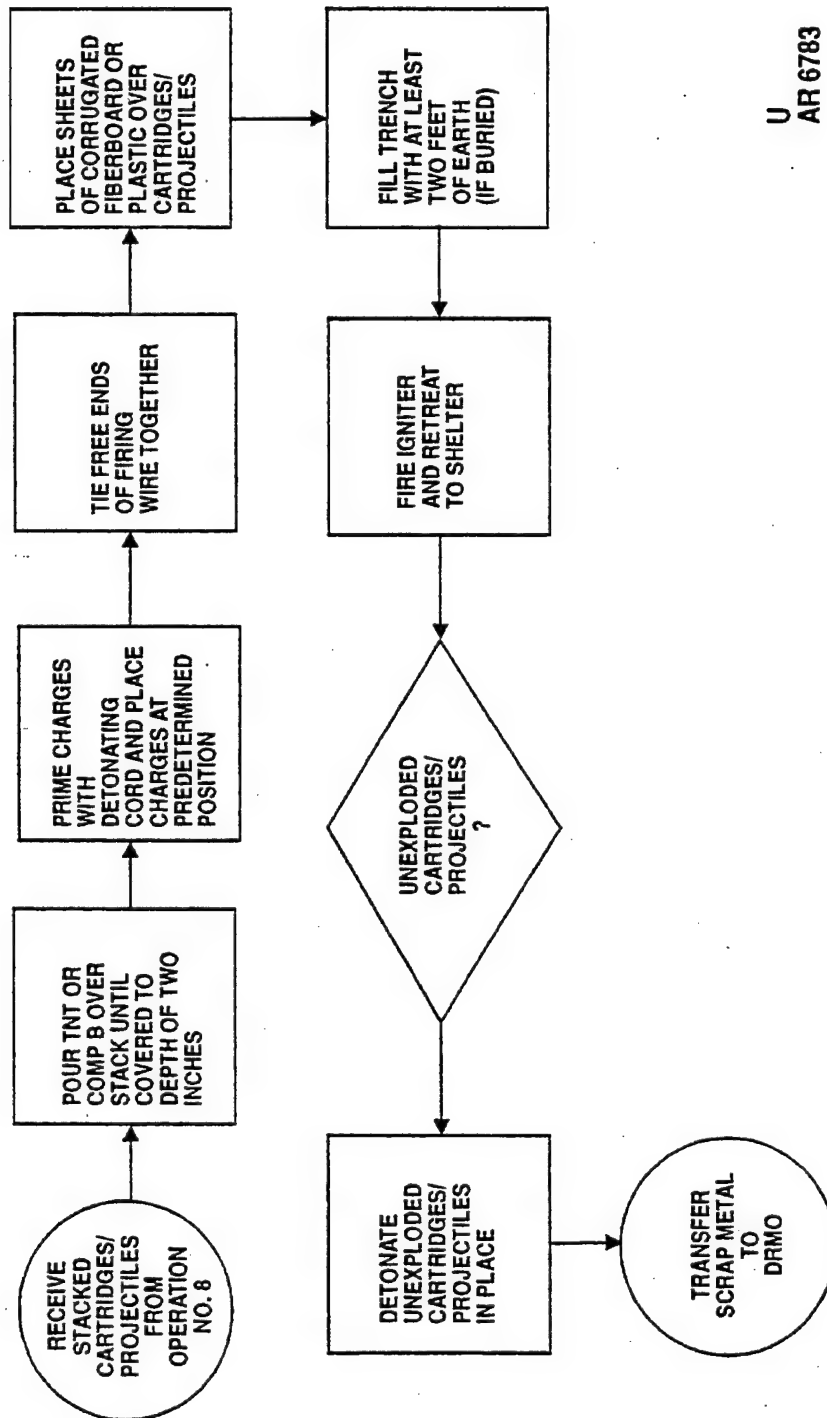 RECEIVE
STACKED
CARTRIDGES/
PROJECTILES
FROM
OPERATION
NO. 8
POUR TNT OR
COMP B OVER
STACK UNTIL
COVERED TO
DEPTH OF TWO
INCHES
PRIME CHARGES
WITH
DETONATING
CORD AND PLACE
CHARGES AT
PREDETERMINED
POSITION
TIE FREE ENDS
OF FIRING
WIRE TOGETHER
PLACE SHEETS
OF CORRUGATED
FIBERBOARD OR
PLASTIC OVER
CARTRIDGES/
PROJECTILES
FILL TRENCH
WITH AT LEAST
TWO FEET
OF EARTH
(IF BURIED)
FIRE IGNITER
AND RETREAT
TO SHELTER
UNEXPLODED
CARTRIDGES/
PROJECTILES
?
DETONATE
UNEXPLODED
CARTRIDGES/
PROJECTILES
IN PLACE
TRANSFER
SCRAP METAL
TO
DRMO
U
AR 6783